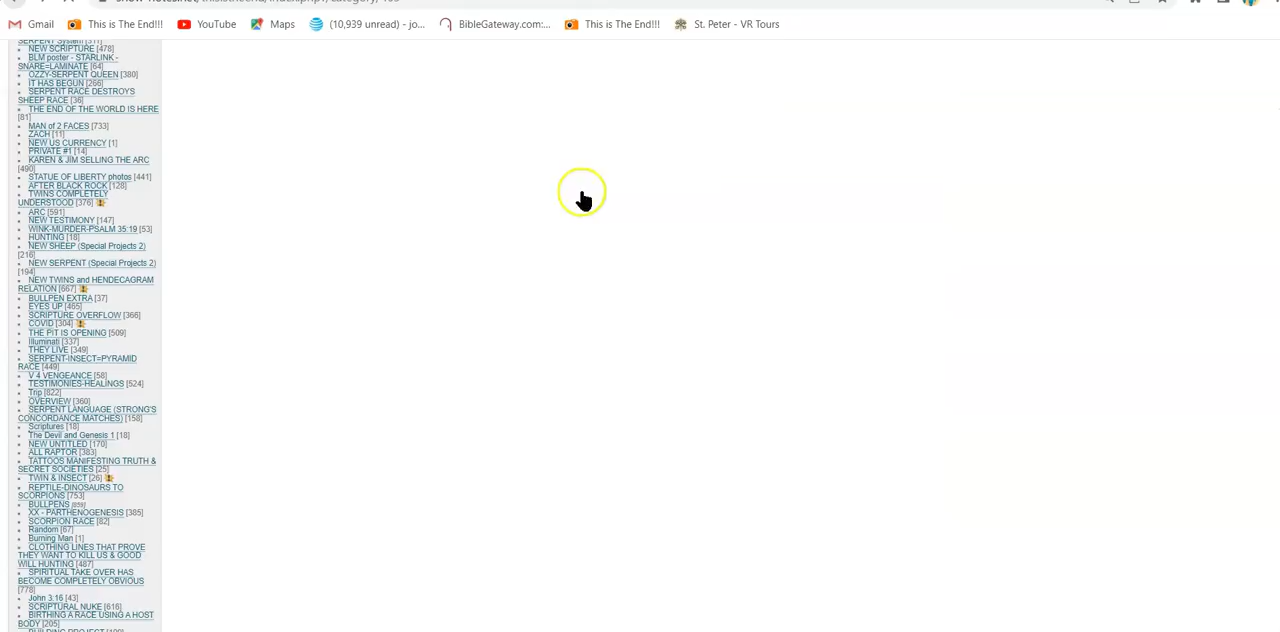 Gmail
This is The End!!!
YouTube
Maps
(10,939 unread) - jo...
BibleGateway.com:...
This is The End!!!
St. Peter - VR Tours
NEW SCRIPTURE [478]
BLM poster - STARLINK -
SNARE=LAMINATE [64]
OZZY-SERPENT QUEEN [380]
IT HAS BEGUN [266]
SERPENT RACE DESTROYS
SHEEP RACE [36]
THE END OF THE WORLD IS HERE
[81]
MAN of 2 FACES [733]
ZACH [11]
NEW US CURRENCY [1]
PRIVATE #1 [14]
KAREN & JIM SELLING THE ARC
[490]
STATUE OF LIBERTY photos [441]
AFTER BLACK ROCK [128]
TWINS COMPLETELY
UNDERSTOOD [376]
ARC [591]
NEW TESTIMONY [147]
WINK-MURDER-PSALM 35:19 [53]
HUNTING [18]
NEW SHEEP (Special Projects 2)
[216]
NEW SERPENT (Special Projects 2)
[194]
NEW TWINS and HENDECAGRAM
RELATION [667]
BULLPEN EXTRA [37]
EYES UP [465]
SCRIPTURE OVERFLOW [366]
COVID [304]
THE PIT IS OPENING [509]
Illuminati [337]
THEY LIVE [349]
SERPENT-INSECT=PYRAMID
RACE [449]
V 4 VENGEANCE [58]
TESTIMONIES-HEALINGS [524]
Trip [822]
OVERVIEW [360]
SERPENT LANGUAGE (STRONG'S
CONCORDANCE MATCHES) [158]
Scriptures [18]
The Devil and Genesis 1 [18]
NEW UNTITLED [170]
ALL RAPTOR [383]
TATTOOS MANIFESTING TRUTH &
SECRET SOCIETIES [25]
TWIN & INSECT [26]
REPTILE-DINOSAURS TO
SCORPIONS [753]
BULLPENS [859]
XX - PARTHENOGENESIS [385]
SCORPION RACE [82]
Random [67]
Burning Man [1]
CLOTHING LINES THAT PROVE
THEY WANT TO KILL US & GOOD
WILL HUNTING [487]
SPIRITUAL TAKE OVER HAS
BECOME COMPLETELY OBVIOUS
[778]
John 3:16 [43]
SCRIPTURAL NUKE [616]
BIRTHING A RACE USING A HOST
BODY [205]